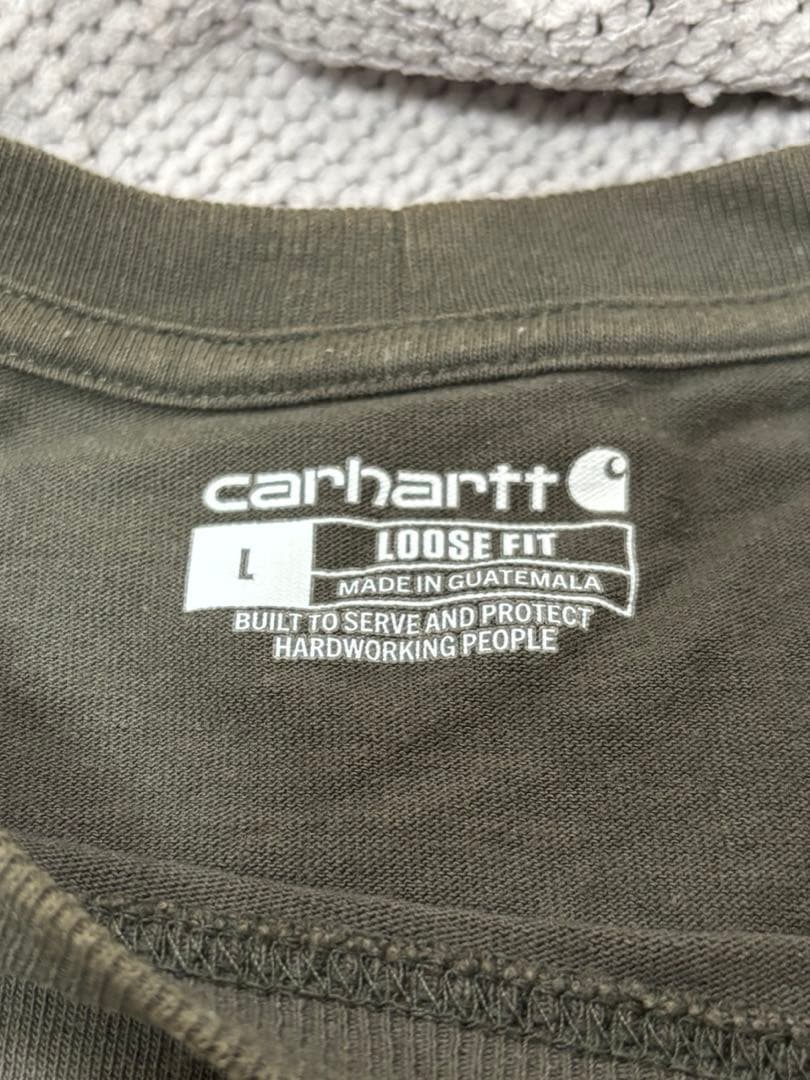 carhartt
L
LOOSE FIT
MADE IN GUATEMALA
BUILT TO SERVE AND PROTECT
HARDWORKING PEOPLE